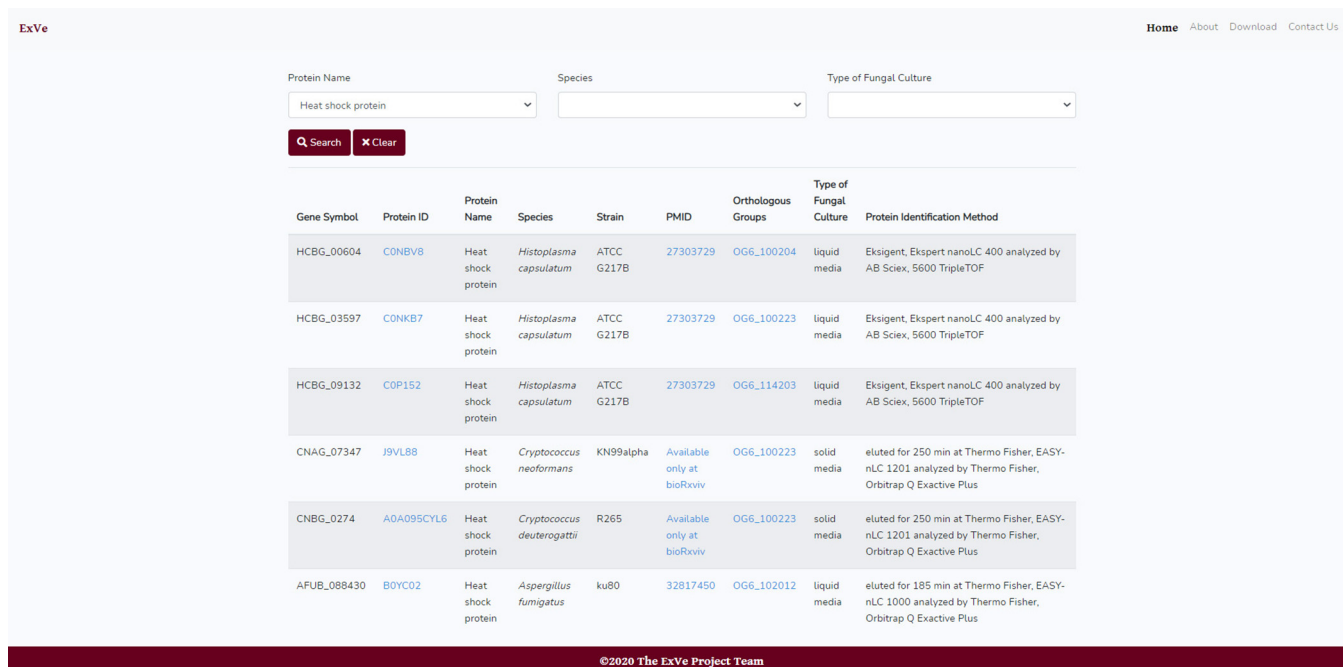 ExVe
Home About Download Contact Us
Protein Name Species Type of Fungal Culture
Heat shock protein
Search Clear
Type of
Protein Orthologous Fungal
Gene Symbol Protein ID Name Species Strain PMID Groups Culture Protein Identification Method
HCBG_00604 C0NBV8 Heat Histoplasma ATCC 27303729 OG6_100204 liquid Eksigent, Ekspert nanoLC 400 analyzed by
shock capsulatum G217B media AB Sciex, 5600 TripleTOF
protein
HCBG_03597 C0NKB7 Heat Histoplasma ATCC 27303729 OG6_100223 liquid Eksigent, Ekspert nanoLC 400 analyzed by
shock capsulatum G217B media AB Sciex, 5600 TripleTOF
protein
HCBG_09132 C0P152 Heat Histoplasma ATCC 27303729 OG6_114203 liquid Eksigent, Ekspert nanoLC 400 analyzed by
shock capsulatum G217B media AB Sciex, 5600 TripleTOF
protein
CNAG_07347 J9VL88 Heat Cryptococcus KN99alpha Available OG6_100223 solid eluted for 250 min at Thermo Fisher, EASY-
shock neoformans only at media nLC 1201 analyzed by Thermo Fisher,
protein bioRxviv Orbitrap Q Exactive Plus
CNBG_0274 A0A095CYL6 Heat Cryptococcus R265 Available OG6_100223 solid eluted for 250 min at Thermo Fisher, EASY-
shock deuterogattii only at media nLC 1201 analyzed by Thermo Fisher,
protein bioRxviv Orbitrap Q Exactive Plus
AFUB_088430 B0YC02 Heat Aspergillus ku80 32817450 OG6_102012 liquid eluted for 185 min at Thermo Fisher, EASY-
shock fumigatus media nLC 1000 analyzed by Thermo Fisher,
protein Orbitrap Q Exactive Plus
©2020 The ExVe Project Team